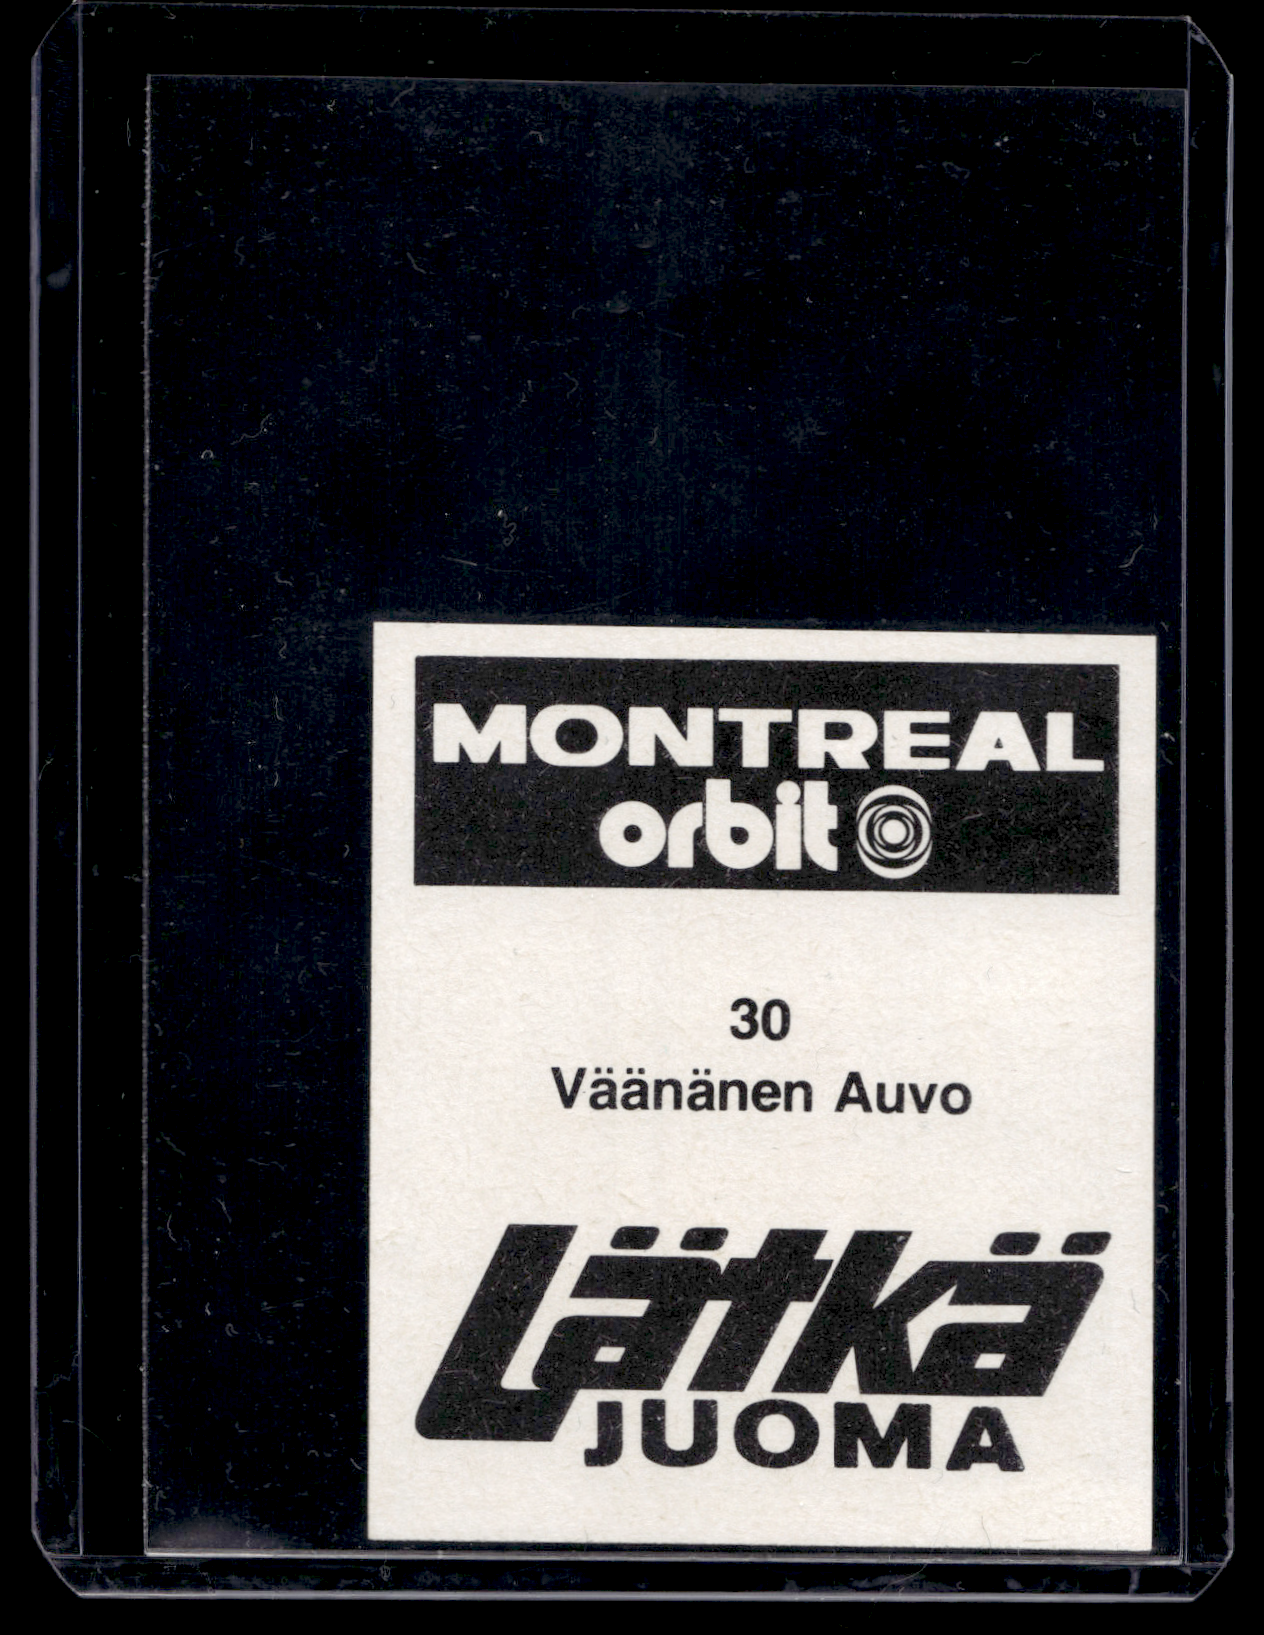 MONTREAL
orbit
30
Väänänen Auvo
Lätkä
JUOMA